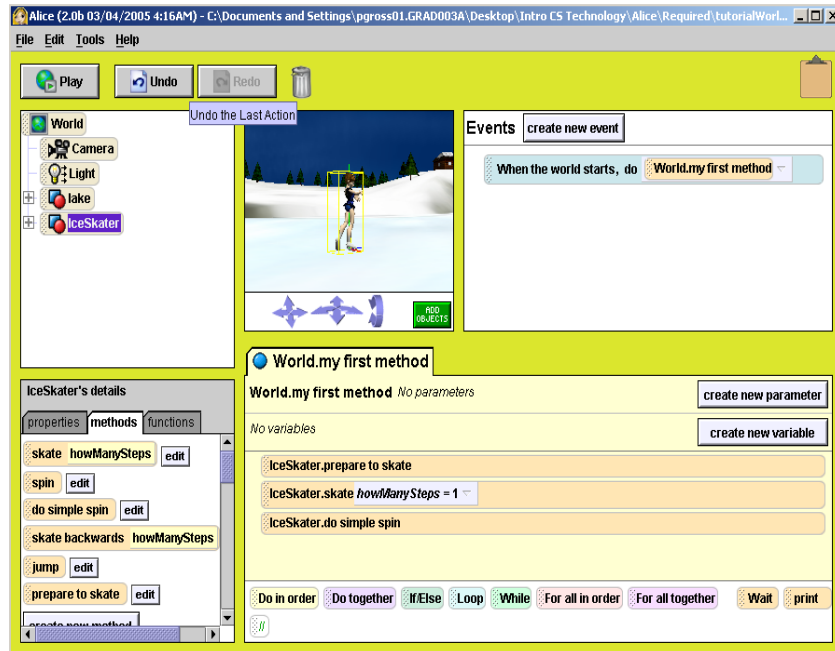 Alice (2.0b 03/04/2005 4:16AM) - C:\Documents and Settings\pgross01.GRAD003A\Desktop\Intro CS Technology\Alice\Required\tutorialWorl...
File Edit Tools Help
Play Undo Redo
Undo the Last Action
World
Camera
Light
lake
IceSkater
ADD
OBJECTS
Events create new event
When the world starts, do World.my first method
IceSkater's details
properties methods functions
skate howManySteps edit
spin edit
do simple spin edit
skate backwards howManySteps
jump edit
prepare to skate edit
create new method
World.my first method
World.my first method No parameters create new parameter
No variables create new variable
IceSkater.prepare to skate
IceSkater.skate howManySteps = 1
IceSkater.do simple spin
Do in order Do together If/Else Loop While For all in order For all together Wait print
//